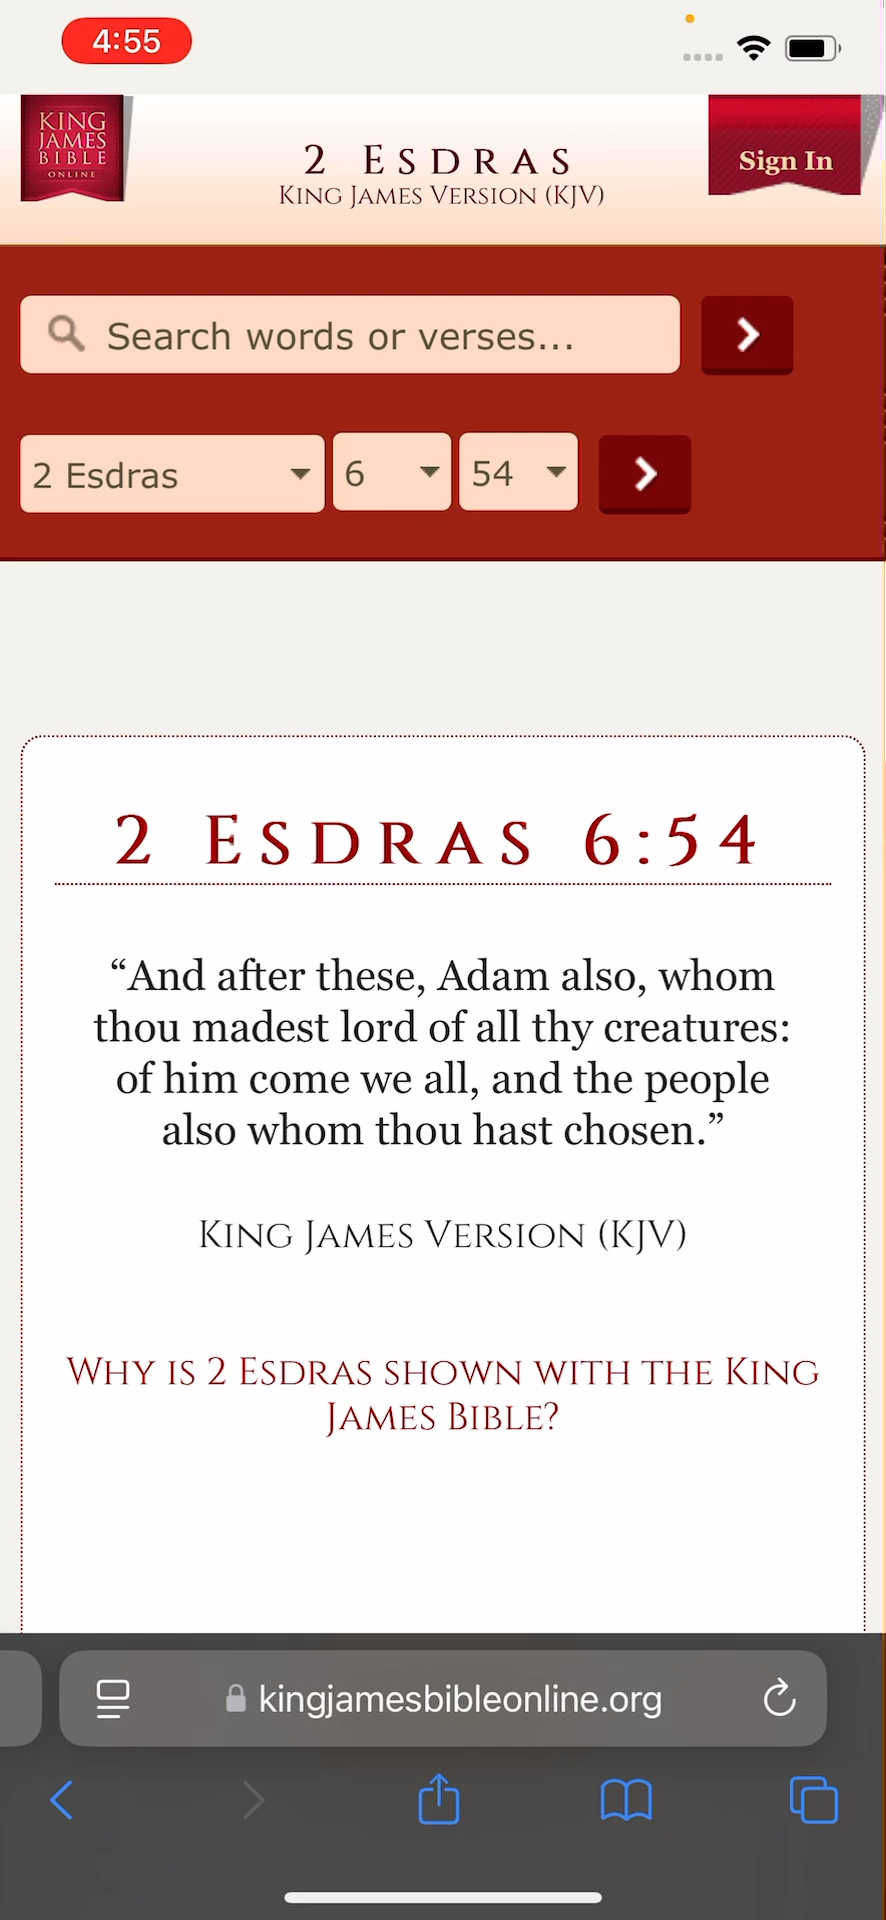 4:55
KING
JAMES
BIBLE
ONLINE
2 ESDRAS
KING JAMES VERSION (KJV)
Sign In
Search words or verses...
2 Esdras
6
54
2 ESDRAS 6:54
“And after these, Adam also, whom
thou madest lord of all thy creatures:
of him come we all, and the people
also whom thou hast chosen.”
KING JAMES VERSION (KJV)
WHY IS 2 ESDRAS SHOWN WITH THE KING
JAMES BIBLE?
kingjamesbibleonline.org